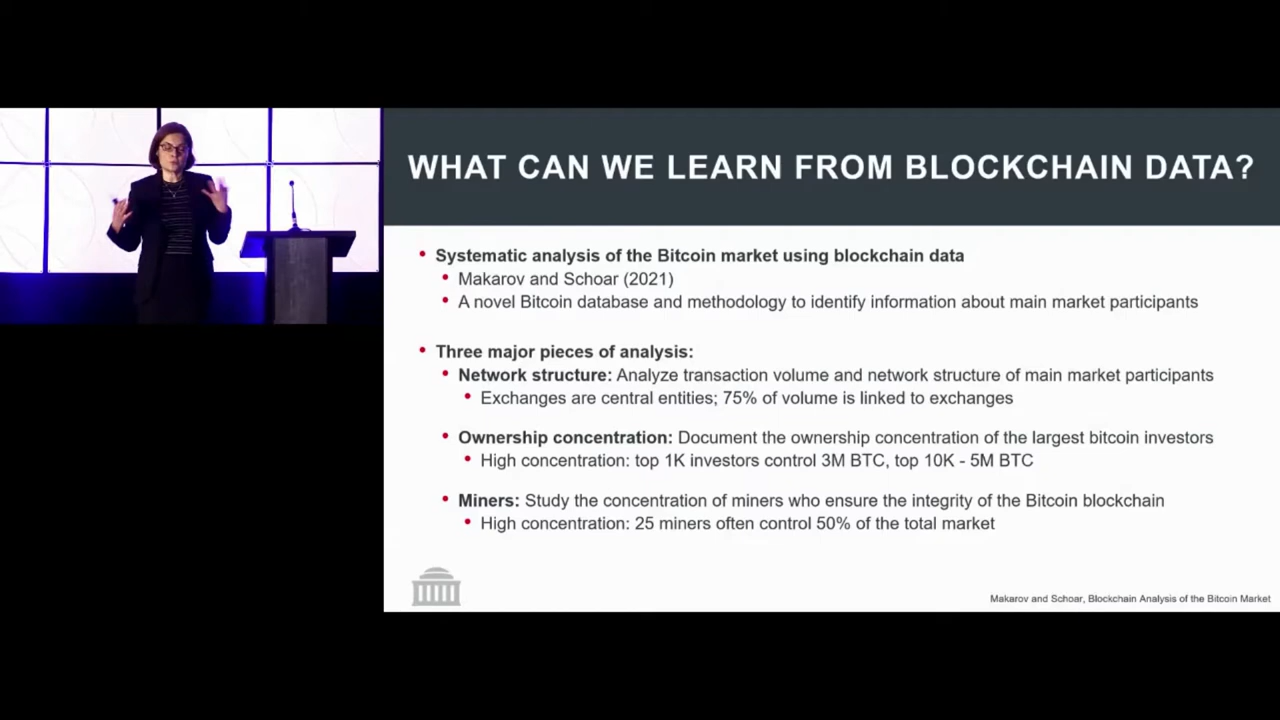 WHAT CAN WE LEARN FROM BLOCKCHAIN DATA?
• Systematic analysis of the Bitcoin market using blockchain data
• Makarov and Schoar (2021)
• A novel Bitcoin database and methodology to identify information about main market participants
• Three major pieces of analysis:
• Network structure: Analyze transaction volume and network structure of main market participants
• Exchanges are central entities; 75% of volume is linked to exchanges
• Ownership concentration: Document the ownership concentration of the largest bitcoin investors
• High concentration: top 1K investors control 3M BTC, top 10K - 5M BTC
• Miners: Study the concentration of miners who ensure the integrity of the Bitcoin blockchain
• High concentration: 25 miners often control 50% of the total market
Makarov and Schoar, Blockchain Analysis of the Bitcoin Market